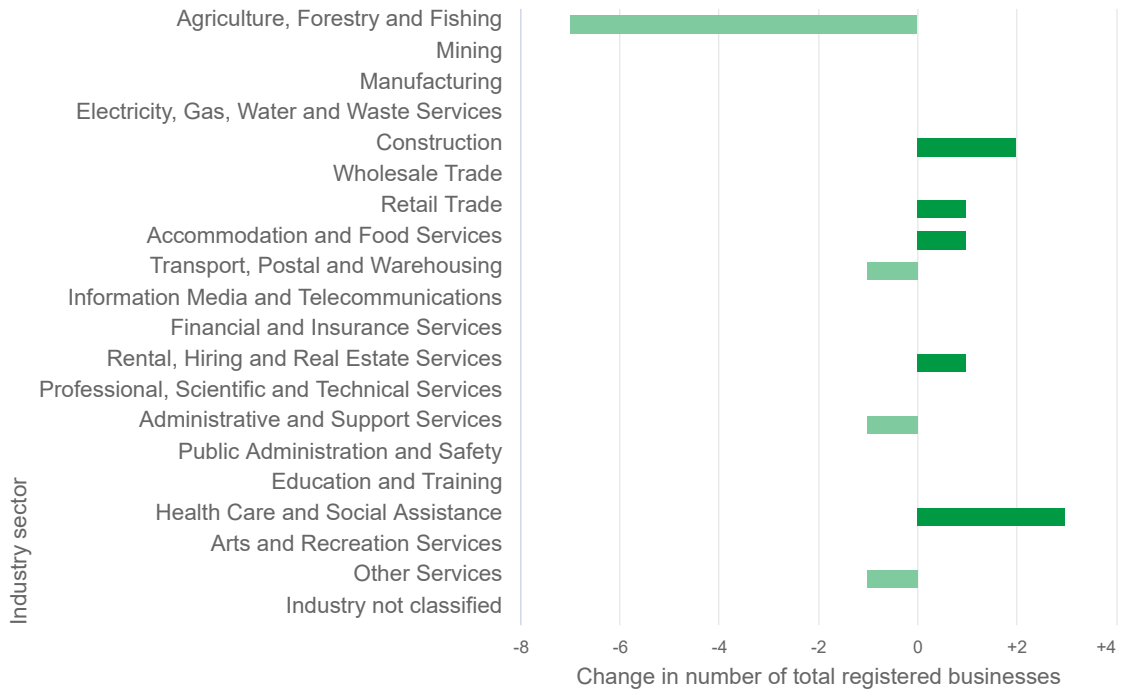 Agriculture, Forestry and Fishing
Mining
Manufacturing
Electricity, Gas, Water and Waste Services
Construction
Wholesale Trade
Retail Trade
Accommodation and Food Services
Transport, Postal and Warehousing
Information Media and Telecommunications
Financial and Insurance Services
Rental, Hiring and Real Estate Services
Professional, Scientific and Technical Services
Administrative and Support Services
Public Administration and Safety
Education and Training
Health Care and Social Assistance
Arts and Recreation Services
Other Services
Industry not classified
Industry sector
-8 -6 -4 -2 0 +2 +4
Change in number of total registered businesses